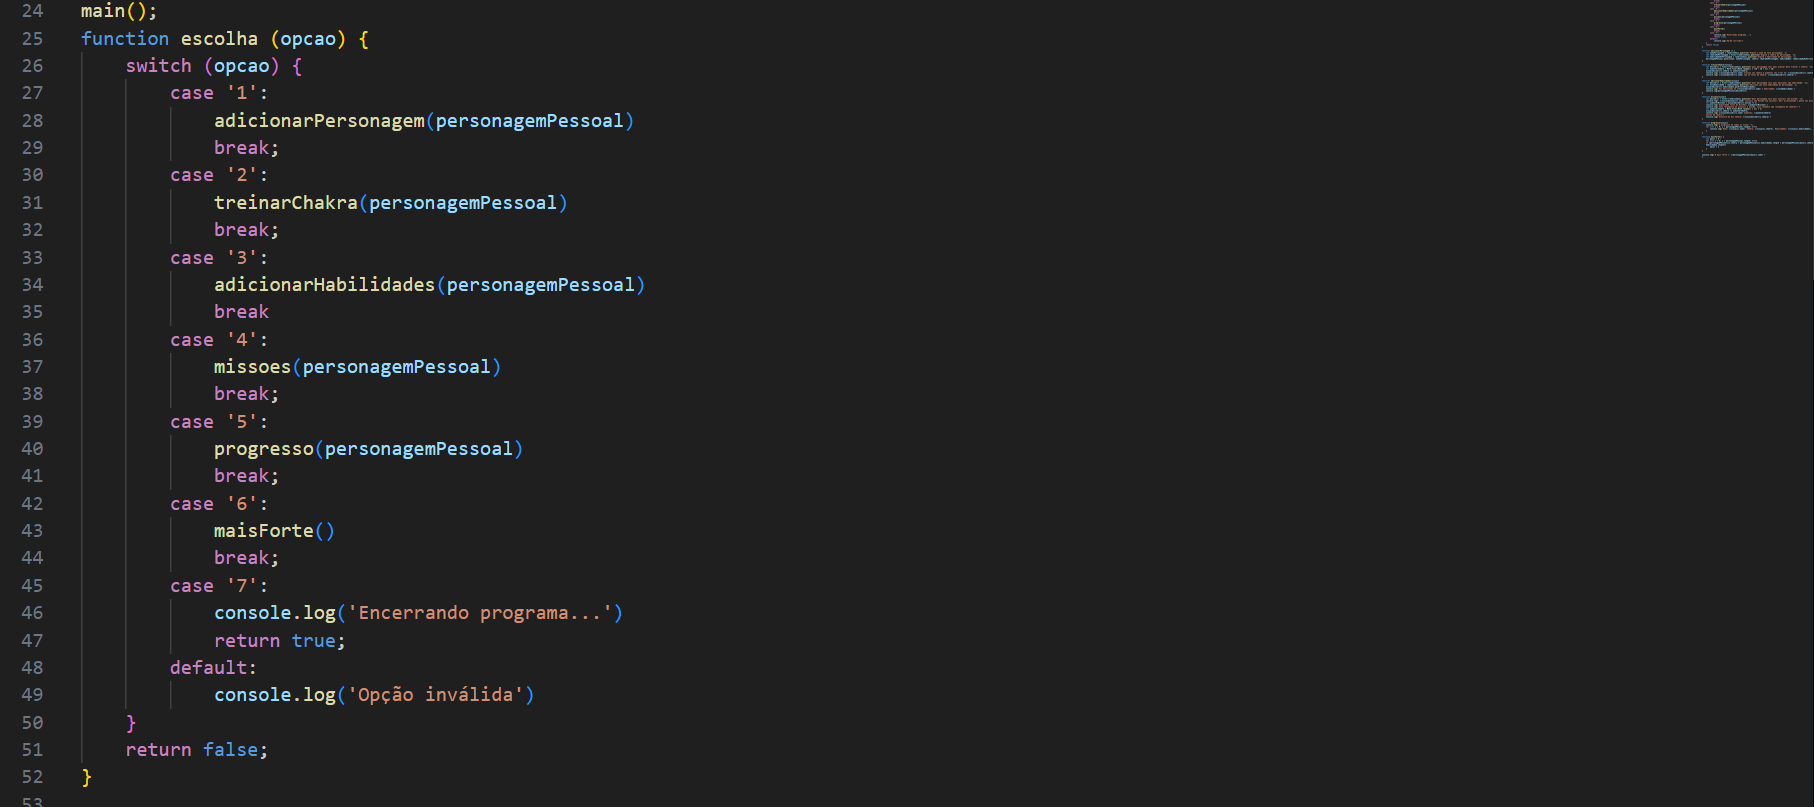 24 main();
25 function escolha (opcao) {
26 switch (opcao) {
27 case '1':
28 adicionarPersonagem(personagemPessoal)
29 break;
30 case '2':
31 treinarChakra(personagemPessoal)
32 break;
33 case '3':
34 adicionarHabilidades(personagemPessoal)
35 break
36 case '4':
37 missoes(personagemPessoal)
38 break;
39 case '5':
40 progresso(personagemPessoal)
41 break;
42 case '6':
43 maisForte()
44 break;
45 case '7':
46 console.log('Encerrando programa...')
47 return true;
48 default:
49 console.log('Opção inválida')
50 }
51 return false;
52 }
53